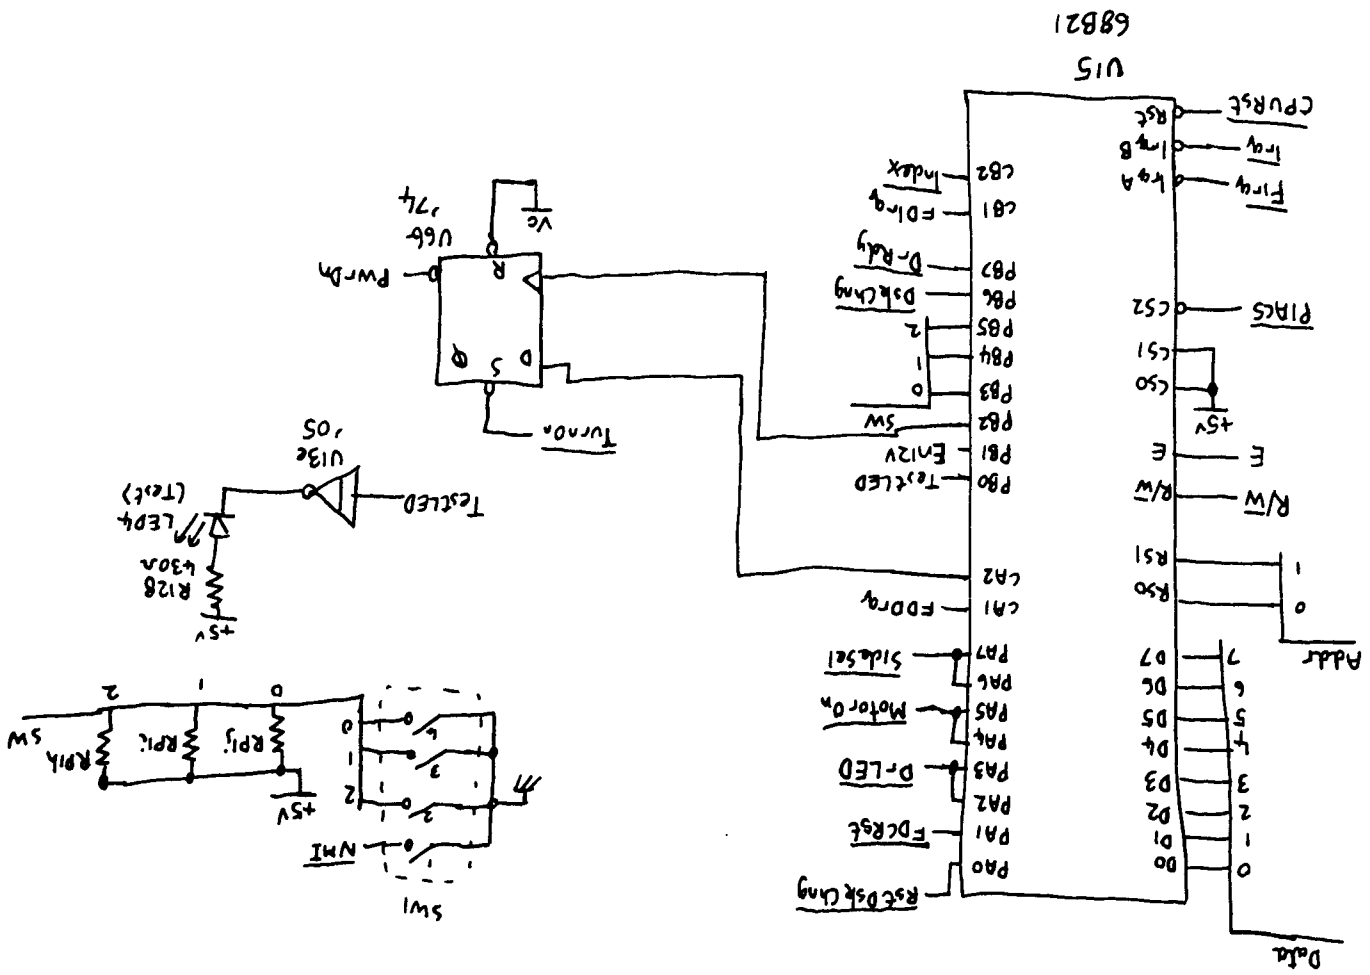 Data
0 D0
1 D1
2 D2
3 D3
4 D4
5 D5
6 D6
7 D7
Addr
0 RS0
1 RS1
R/W R/W
E E
+5V
CS0
CS1
PIACS CS2
Firq Irq A
Irq Irq B
CPURst Rst
U15
68B21
PA0 RstDskChng
PA1 FDCRst
PA2
PA3 DrLED
PA4
PA5 MotorOn
PA6
PA7 SideSel
CA1 FDDrq
CA2
PB0 TestLED
PB1 En12V
PB2
SW
PB3 0
PB4 1
PB5 2
PB6 DskChng
PB7 DrRdy
CB1 FDIrq
CB2 Index
SW1
1 NMI
2 2
3 1
4 0
+5V
RP1j RP1i RP1h
0 1 2
SW
+5V
R128
430Ω
LED4
(Test)
TestLED
U13e
'05
TurnOn
S
D Q
R
PwrDn
U66
'74
Vc